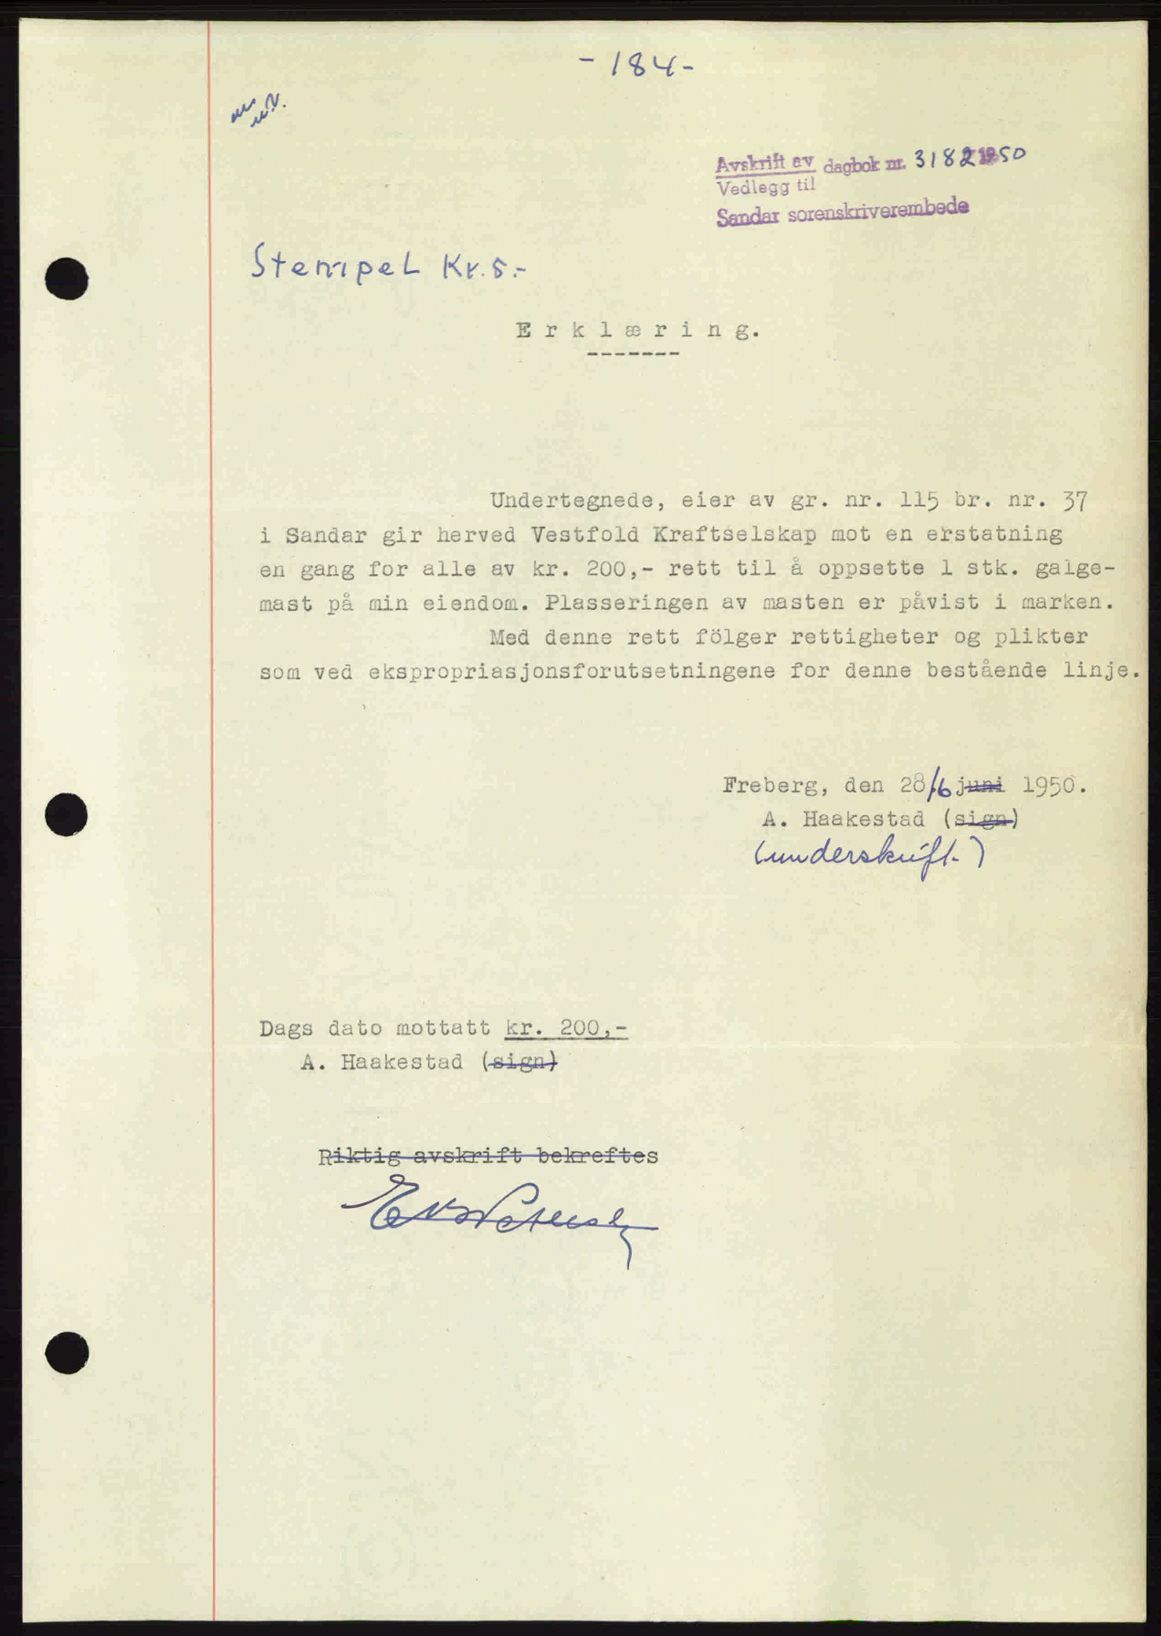 - 184 -
Avskrift av dagbok nr. 3182 1950
Vedlegg til
Sandar sorenskriverembede
Stempel Kr. 5.-
Erklæring.
-------
Undertegnede, eier av gr. nr. 115 br. nr. 37
i Sandar gir herved Vestfold Kraftselskap mot en erstatning
en gang for alle av kr. 200,- rett til å oppsette 1 stk. galge-
mast på min eiendom. Plasseringen av masten er påvist i marken.
Med denne rett fölger rettigheter og plikter
som ved ekspropriasjonsforutsetningene for denne bestående linje.
Freberg, den 28/6 juni 1950.
A. Haakestad (sign)
(underskrift.)
Dags dato mottatt kr. 200,-
A. Haakestad (sign)
Riktig avskrift bekreftes